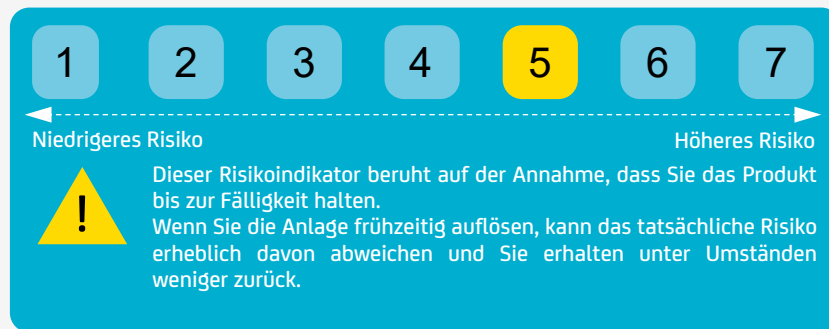 1 2 3 4 5 6 7
Niedrigeres Risiko Höheres Risiko
Dieser Risikoindikator beruht auf der Annahme, dass Sie das Produkt
bis zur Fälligkeit halten.
!
Wenn Sie die Anlage frühzeitig auflösen, kann das tatsächliche Risiko
erheblich davon abweichen und Sie erhalten unter Umständen
weniger zurück.